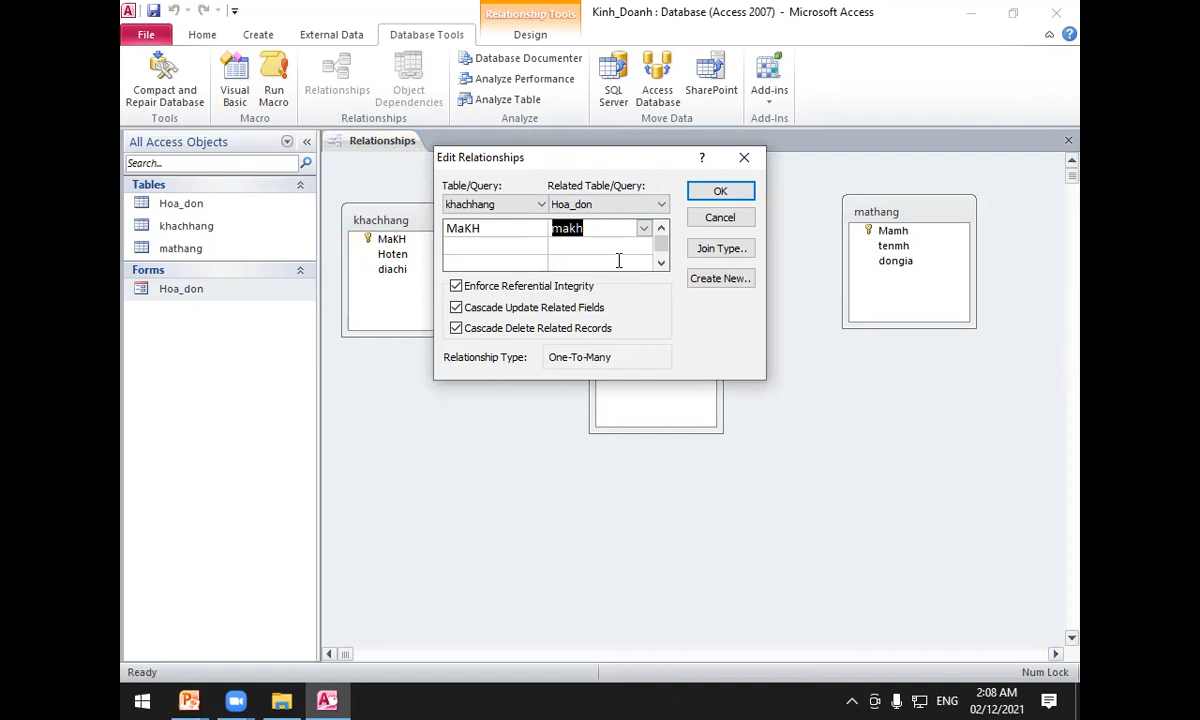 Relationship Tools
Kinh_Doanh : Database (Access 2007) - Microsoft Access
File
Home
Create
External Data
Database Tools
Design
Compact and
Repair Database
Visual
Basic
Run
Macro
Relationships
Object
Dependencies
Database Documenter
Analyze Performance
Analyze Table
SQL
Server
Access
Database
SharePoint
Add-ins
Tools
Macro
Relationships
Analyze
Move Data
Add-Ins
All Access Objects
Search...
Tables
Hoa_don
khachhang
mathang
Forms
Hoa_don
Relationships
khachhang
MaKH
Hoten
diachi
Edit Relationships
Table/Query:
Related Table/Query:
khachhang
Hoa_don
MaKH
makh
OK
Cancel
Join Type..
Create New..
Enforce Referential Integrity
Cascade Update Related Fields
Cascade Delete Related Records
Relationship Type:
One-To-Many
mathang
Mamh
tenmh
dongia
Ready
Num Lock
ENG
2:08 AM
02/12/2021